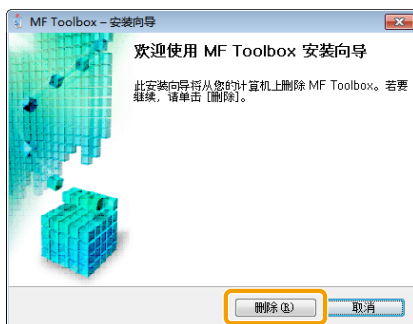 MF Toolbox – 安装向导
欢迎使用 MF Toolbox 安装向导
此安装向导将从您的计算机上删除 MF Toolbox。若要
继续，请单击 [删除]。
删除(R)
取消